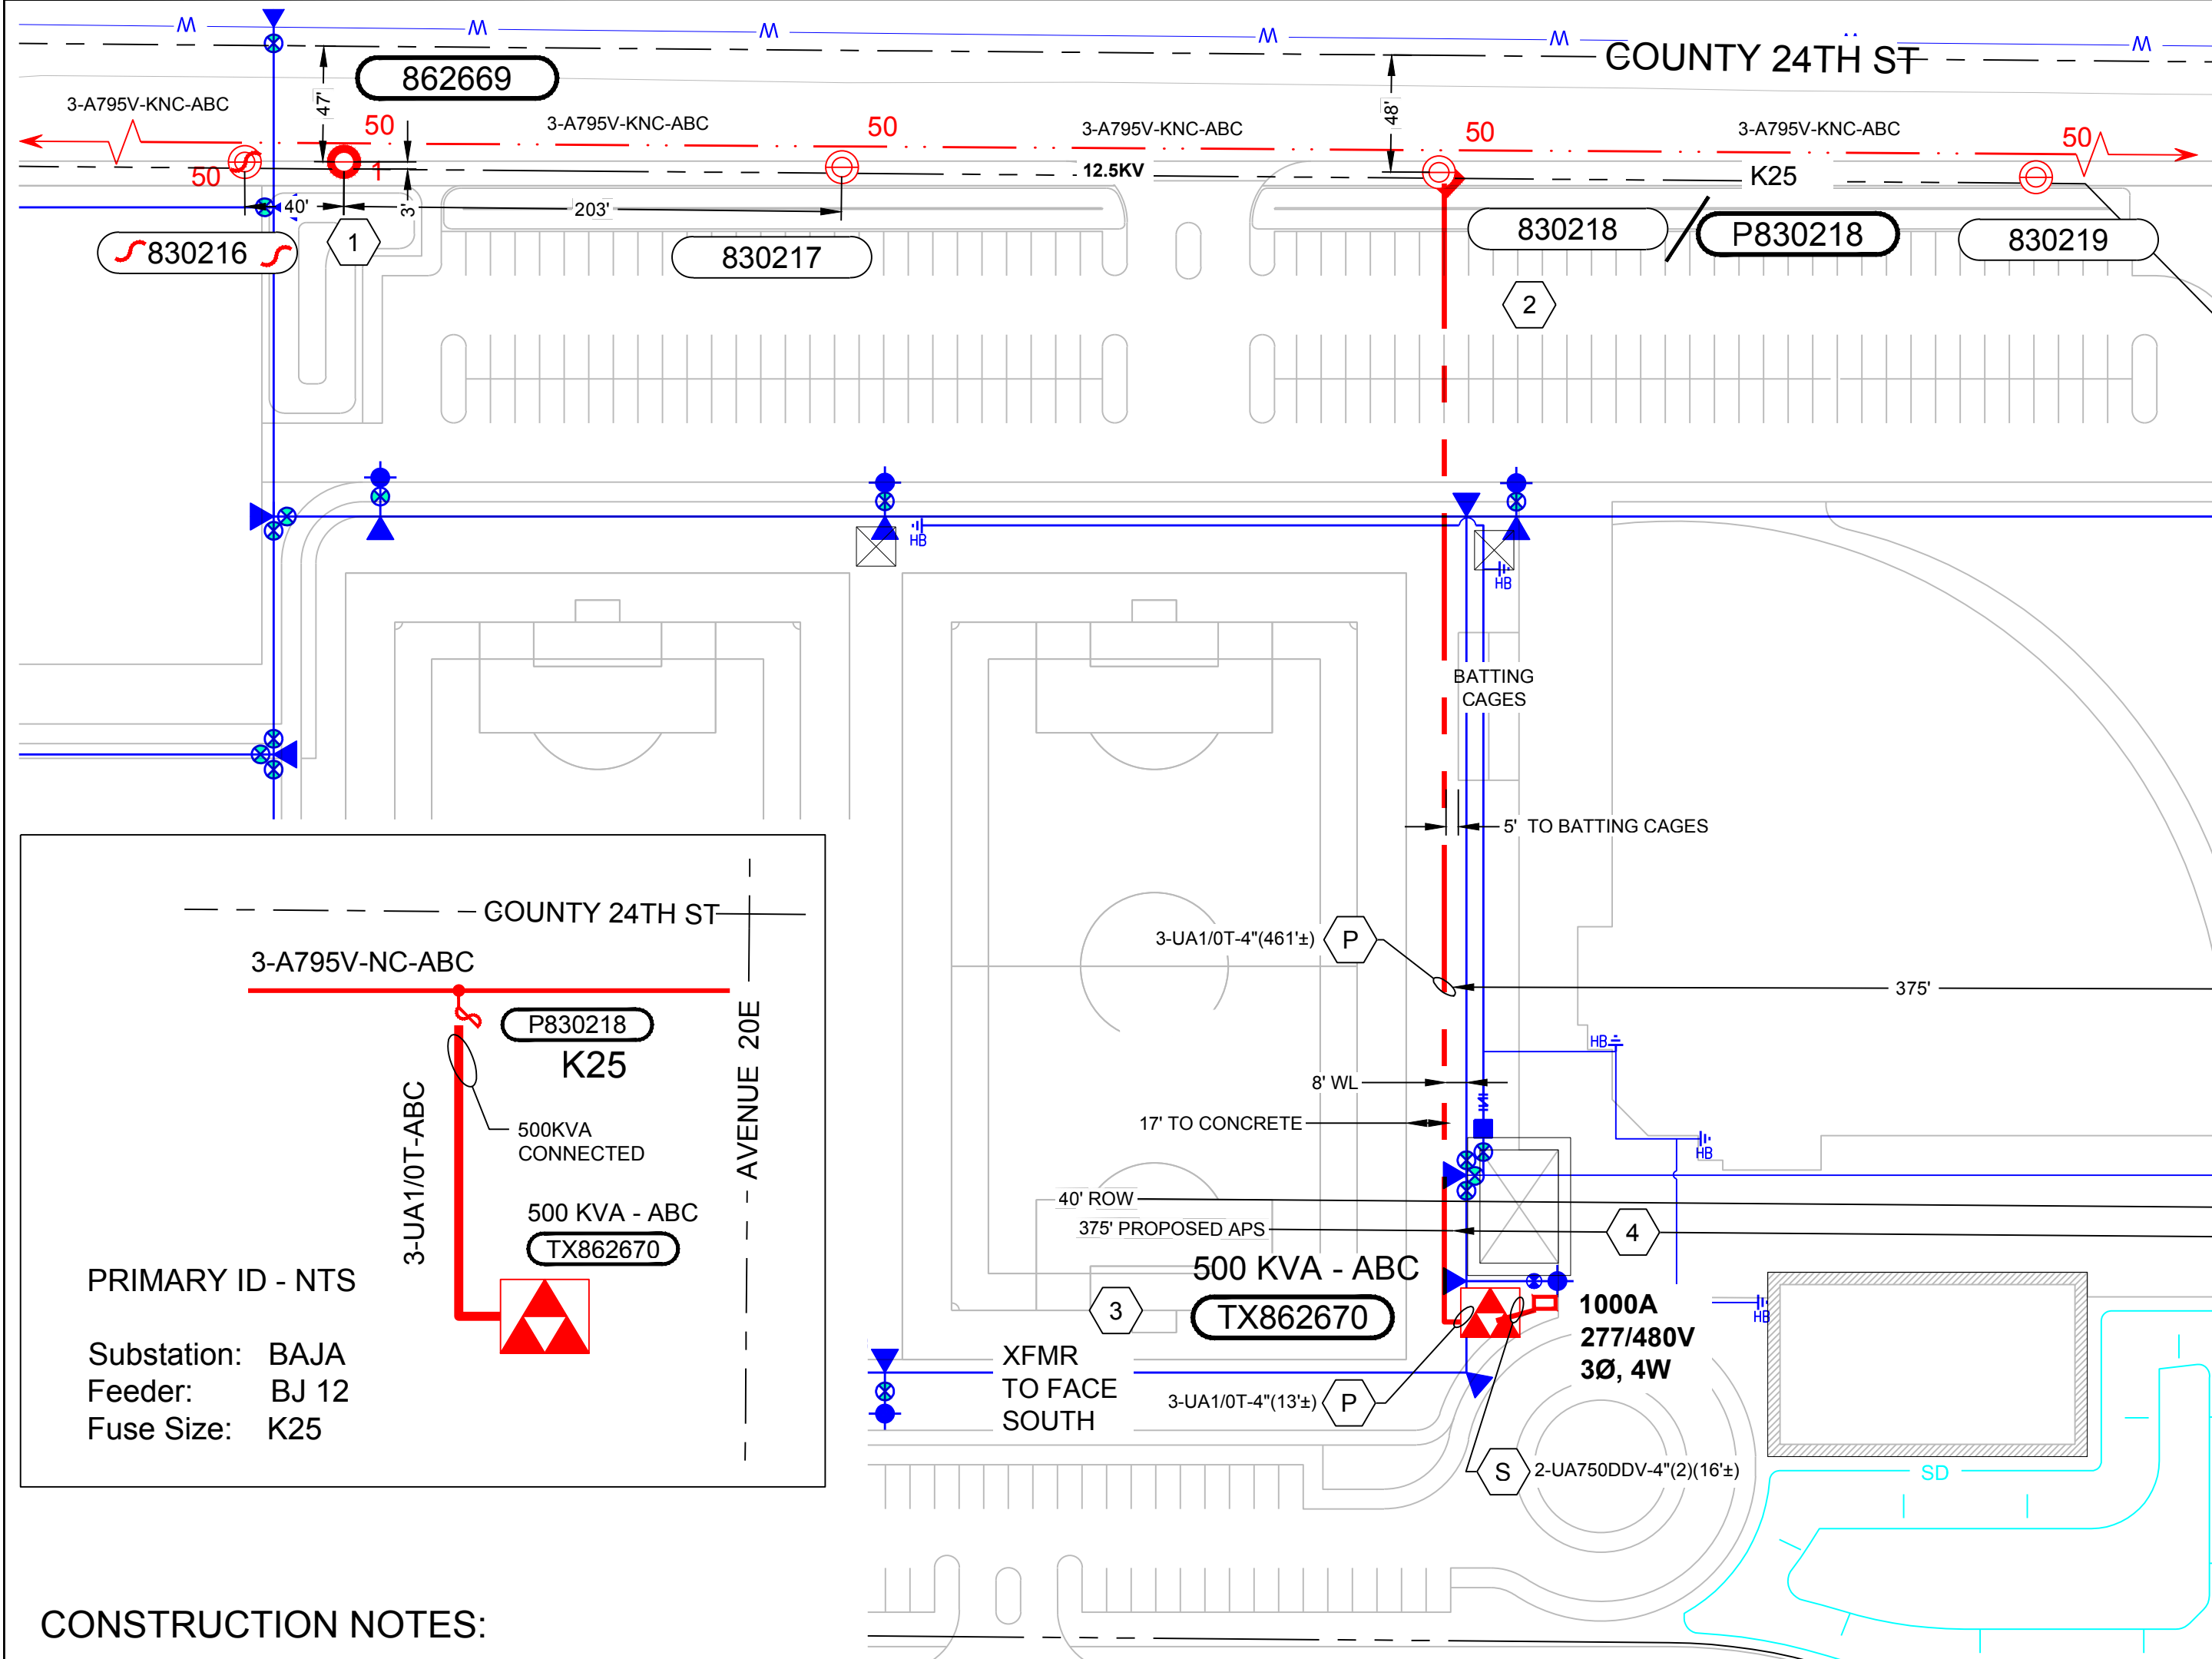 W
W
W
W
W
W
COUNTY 24TH ST
862669
47'
48'
3-A795V-KNC-ABC
50
3-A795V-KNC-ABC
50
3-A795V-KNC-ABC
50
3-A795V-KNC-ABC
50
50
1
12.5KV
K25
40'
3'
203'
830216
1
830217
830218
P830218
830219
2
HB
HB
BATTING
CAGES
5' TO BATTING CAGES
3-UA1/0T-4"(461'±)
P
375'
HB
8' WL
17' TO CONCRETE
HB
40' ROW
375' PROPOSED APS
4
500 KVA - ABC
3
TX862670
HB
1000A
277/480V
3Ø, 4W
XFMR
TO FACE
SOUTH
3-UA1/0T-4"(13'±)
P
S
2-UA750DDV-4"(2)(16'±)
SD
COUNTY 24TH ST
3-A795V-NC-ABC
P830218
K25
AVENUE 20E
3-UA1/0T-ABC
500KVA
CONNECTED
500 KVA - ABC
TX862670
PRIMARY ID - NTS
Substation: BAJA
Feeder: BJ 12
Fuse Size: K25
CONSTRUCTION NOTES: